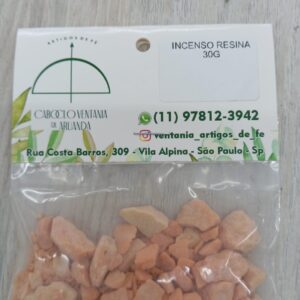 ARTIGOS DE FÉ
CABOCLO VENTANIA
DE ARUANDA
INCENSO RESINA
30G
(11) 97812-3942
ventania_artigos_de_fe
Rua Costa Barros, 309 - Vila Alpina - São Paulo - Sp